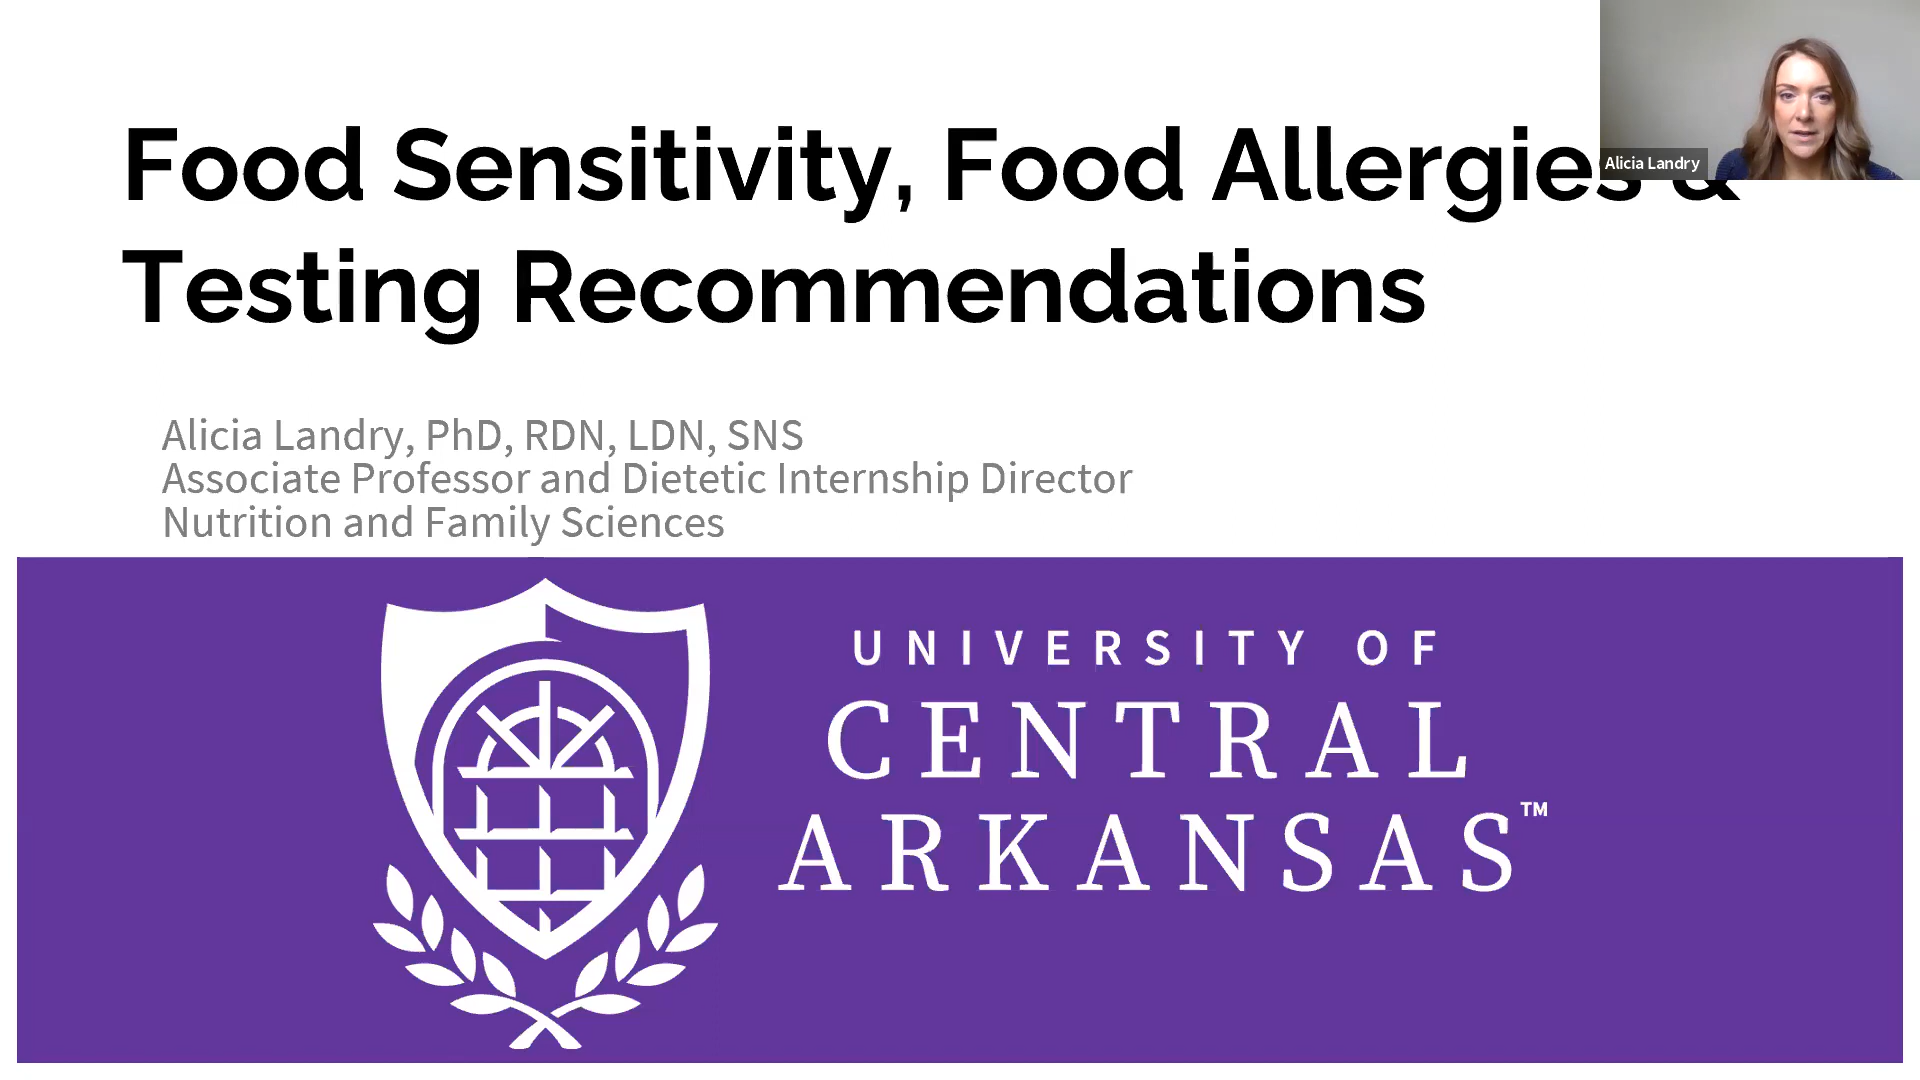 Food Sensitivity, Food Allergies &
Testing Recommendations
Alicia Landry
Alicia Landry, PhD, RDN, LDN, SNS
Associate Professor and Dietetic Internship Director
Nutrition and Family Sciences
UNIVERSITY OF
CENTRAL
ARKANSAS™